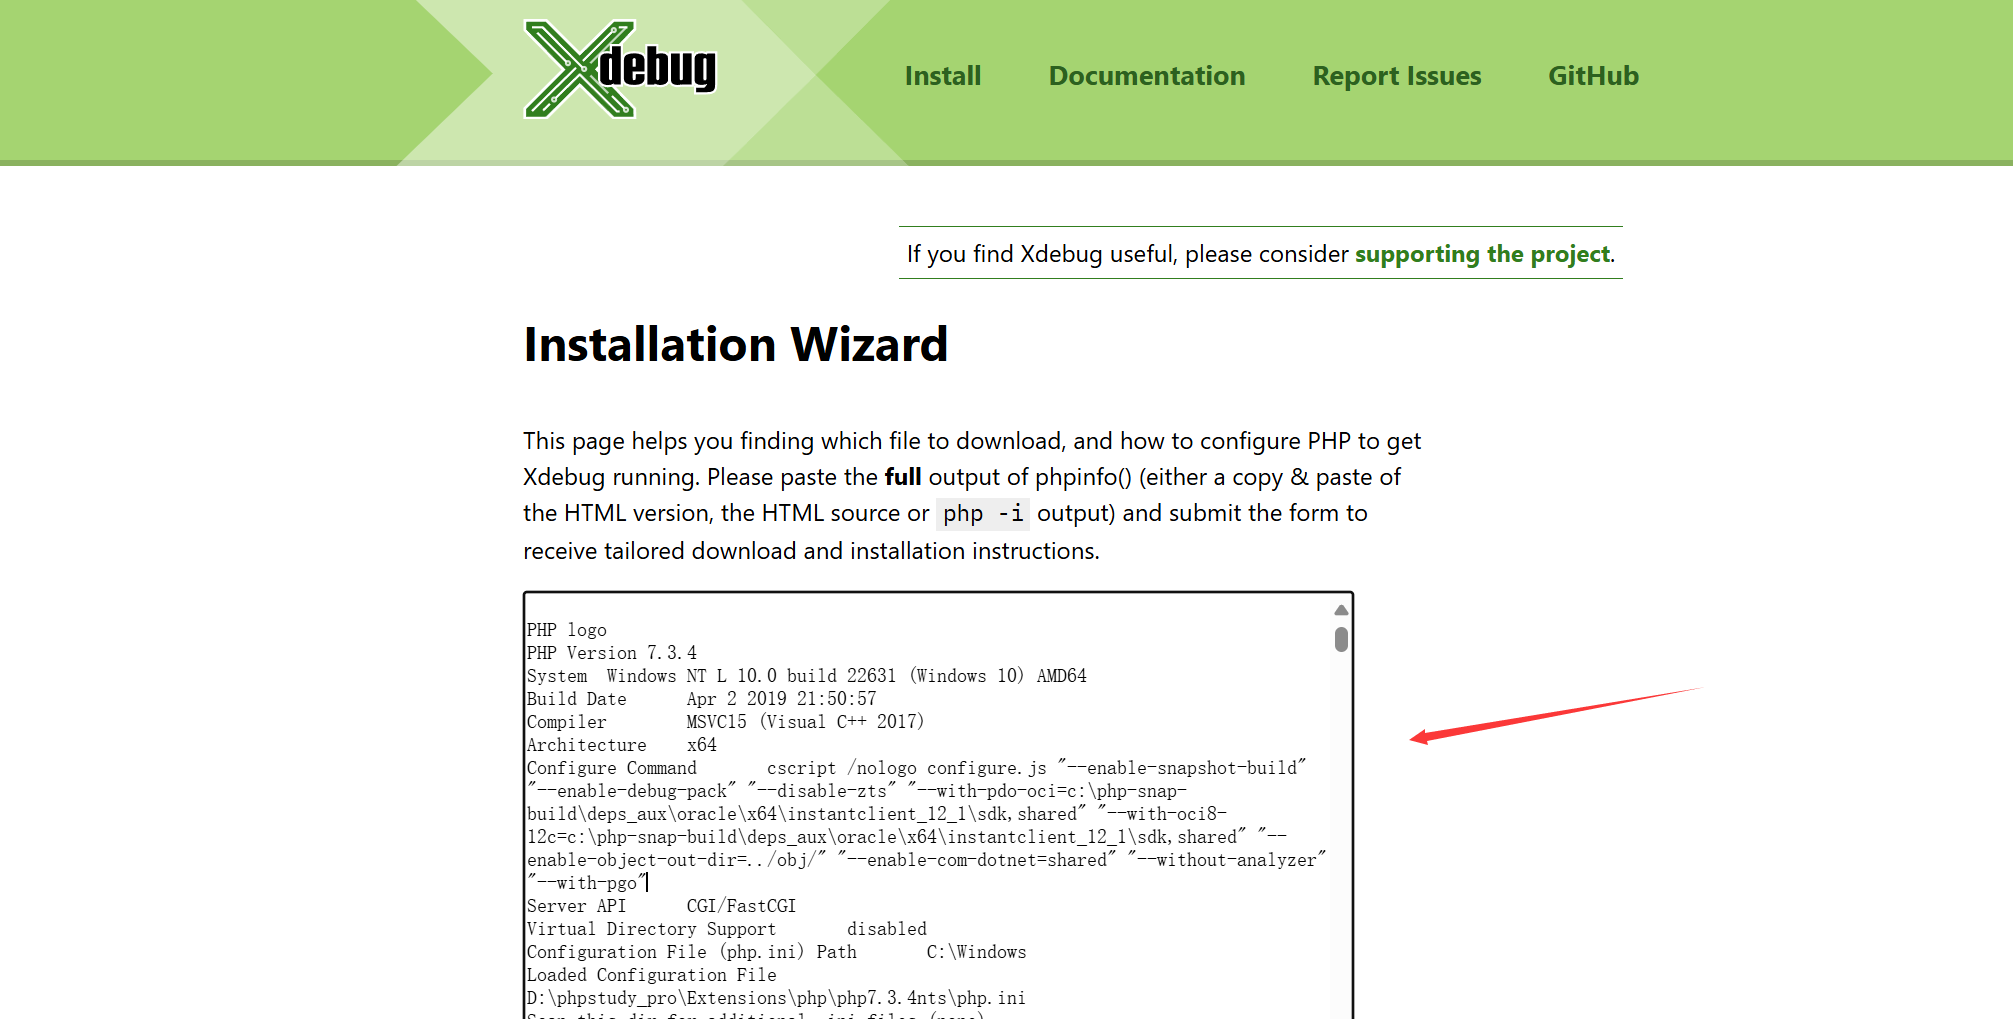 Xdebug
Install Documentation Report Issues GitHub
If you find Xdebug useful, please consider supporting the project.
Installation Wizard
This page helps you finding which file to download, and how to configure PHP to get
Xdebug running. Please paste the full output of phpinfo() (either a copy & paste of
the HTML version, the HTML source or php -i output) and submit the form to
receive tailored download and installation instructions.
PHP logo
PHP Version 7.3.4
System  Windows NT L 10.0 build 22631 (Windows 10) AMD64
Build Date      Apr 2 2019 21:50:57
Compiler        MSVC15 (Visual C++ 2017)
Architecture    x64
Configure Command       cscript /nologo configure.js "--enable-snapshot-build"
"--enable-debug-pack" "--disable-zts" "--with-pdo-oci=c:\php-snap-
build\deps_aux\oracle\x64\instantclient_12_1\sdk,shared" "--with-oci8-
12c=c:\php-snap-build\deps_aux\oracle\x64\instantclient_12_1\sdk,shared" "--
enable-object-out-dir=../obj/" "--enable-com-dotnet=shared" "--without-analyzer"
"--with-pgo"
Server API      CGI/FastCGI
Virtual Directory Support       disabled
Configuration File (php.ini) Path       C:\Windows
Loaded Configuration File
D:\phpstudy_pro\Extensions\php\php7.3.4nts\php.ini
Scan this dir for additional .ini files (none)